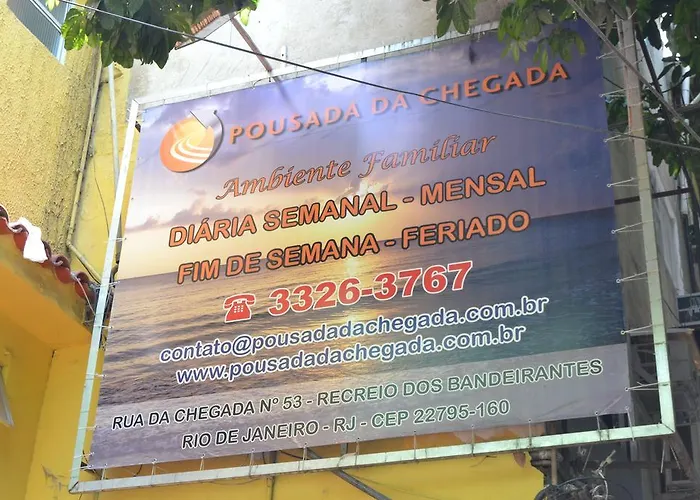 POUSADA DA CHEGADA
Ambiente Familiar
DIÁRIA SEMANAL - MENSAL
FIM DE SEMANA - FERIADO
☎ 3326-3767
contato@pousadadachegada.com.br
www.pousadadachegada.com.br
RUA DA CHEGADA Nº 53 - RECREIO DOS BANDEIRANTES
RIO DE JANEIRO - RJ - CEP 22795-160